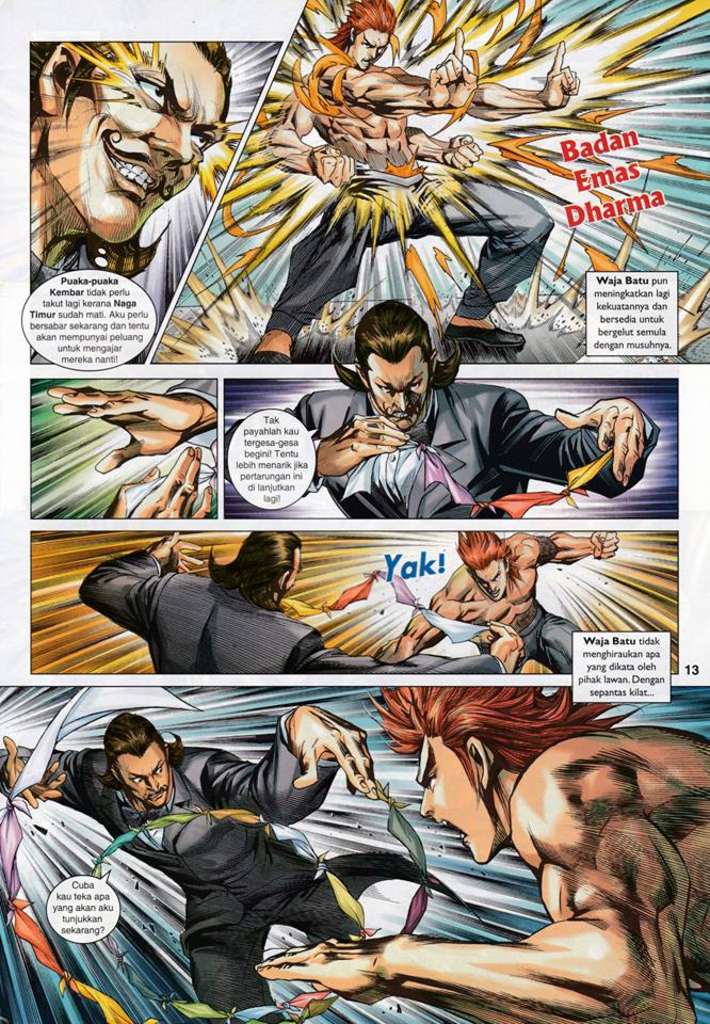 Badan
Emas
Dharma
Puaka-puaka
Kembar tidak perlu
takut lagi kerana Naga
Timur sudah mati. Aku perlu
bersabar sekarang dan tentu
akan mempunyai peluang
untuk mengajar
mereka nanti!
Waja Batu pun
meningkatkan lagi
kekuatannya dan
bersedia untuk
bergelut semula
dengan musuhnya.
Tak
payahlah kau
tergesa-gesa
begini! Tentu
lebih menarik jika
pertarungan ini
di lanjutkan
lagi!
Yak!
Waja Batu tidak
menghiraukan apa
yang dikata oleh
pihak lawan. Dengan
sepantas kilat...
13
Cuba
kau teka apa
yang akan aku
tunjukkan
sekarang?